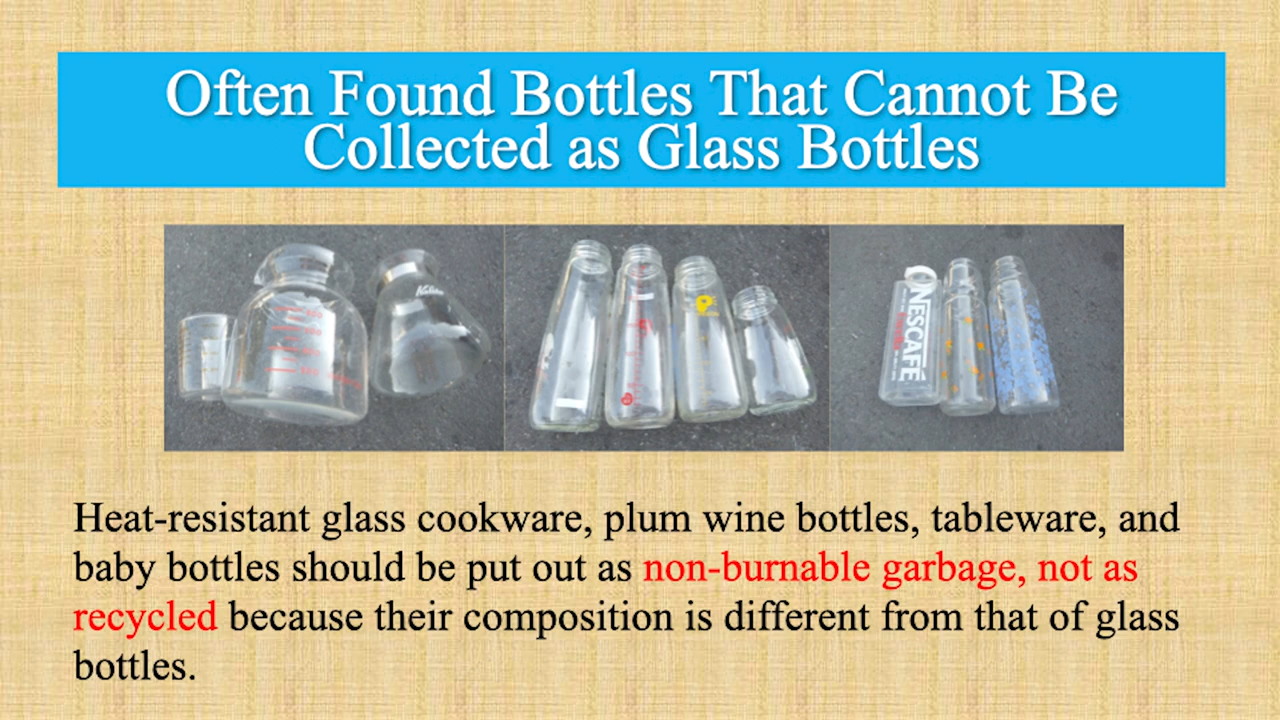 Often Found Bottles That Cannot Be
Collected as Glass Bottles
NESCAFÉ
Heat-resistant glass cookware, plum wine bottles, tableware, and
baby bottles should be put out as non-burnable garbage, not as
recycled because their composition is different from that of glass
bottles.